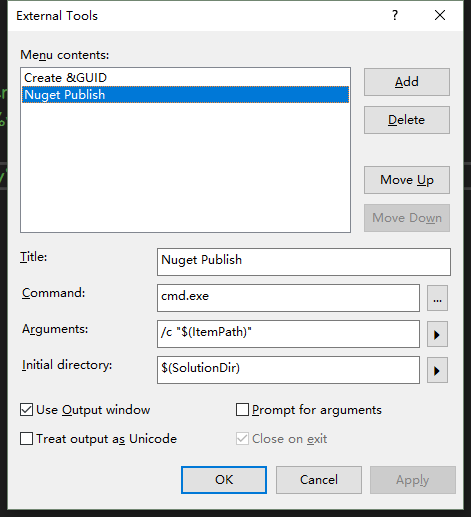 External Tools
?
Menu contents:
Create &GUID
Nuget Publish
Add
Delete
Move Up
Move Down
Title:
Nuget Publish
Command:
cmd.exe
...
Arguments:
/c "$(ItemPath)"
Initial directory:
$(SolutionDir)
Use Output window
Prompt for arguments
Treat output as Unicode
Close on exit
OK
Cancel
Apply